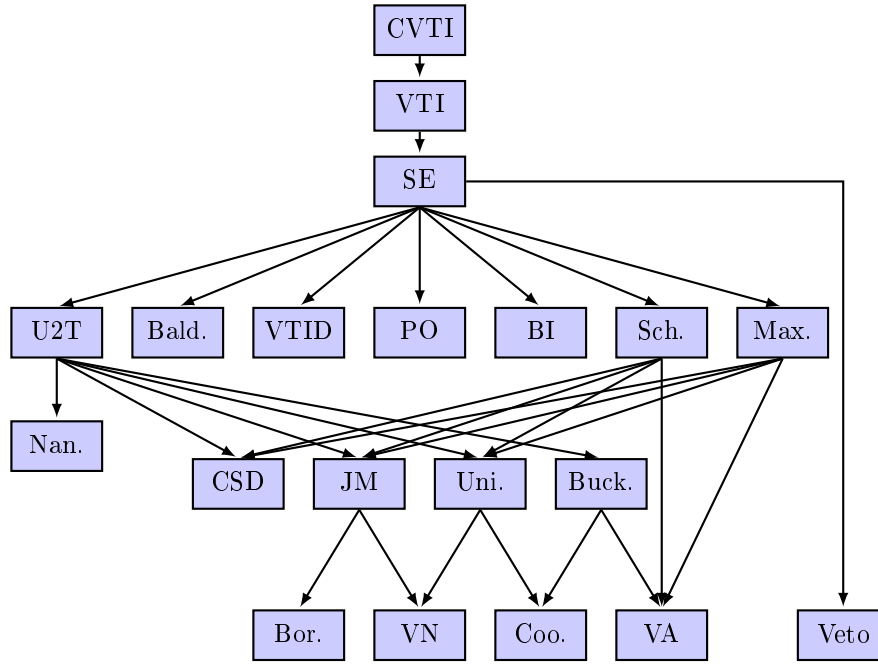 CVTI
VTI
SE
U2T Bald. VTID PO BI Sch. Max.
Nan.
CSD JM Uni. Buck.
Bor. VN Coo. VA Veto